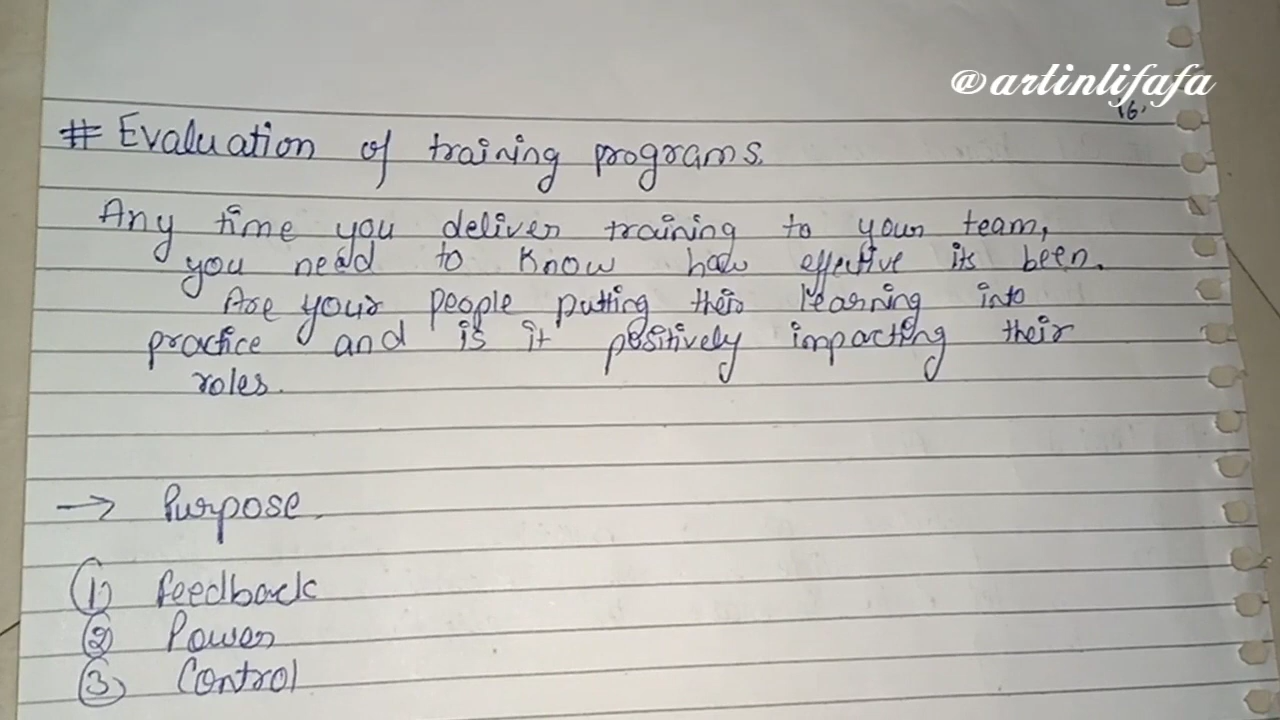 @artinlifafa
16.
# Evaluation of training programs.
Any time you deliver training to your team,
you need to know how effective its been.
Are your people putting their learning into
practice and is it positively impacting their
roles.
→ Purpose.
① feedback
② Power
③ Control